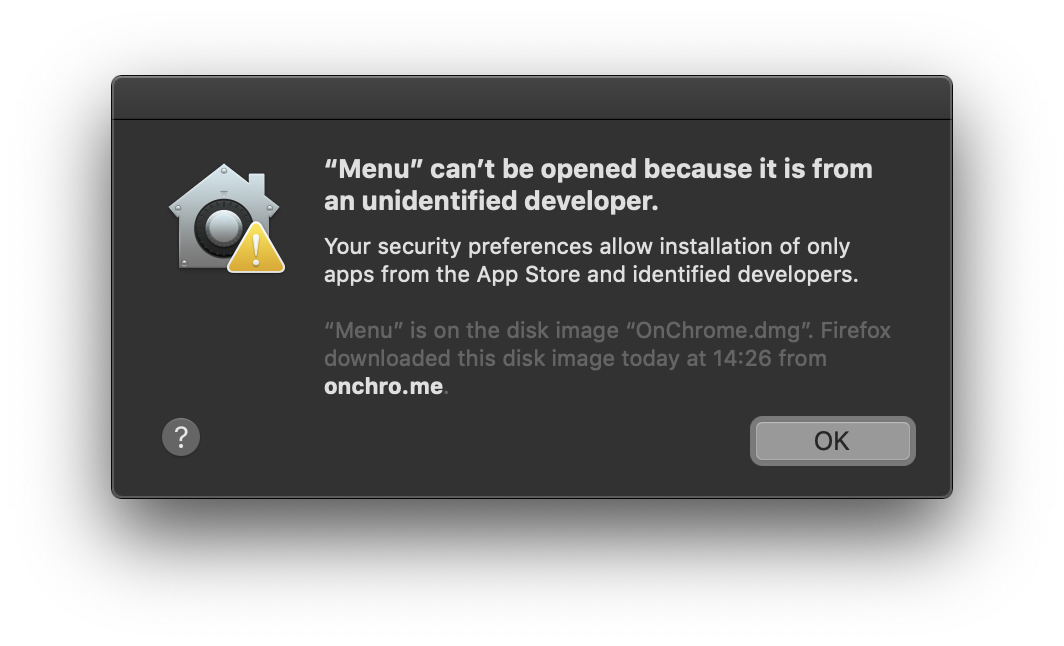 “Menu” can’t be opened because it is from
an unidentified developer.
Your security preferences allow installation of only
apps from the App Store and identified developers.
“Menu” is on the disk image “OnChrome.dmg”. Firefox
downloaded this disk image today at 14:26 from
onchro.me.
?
OK